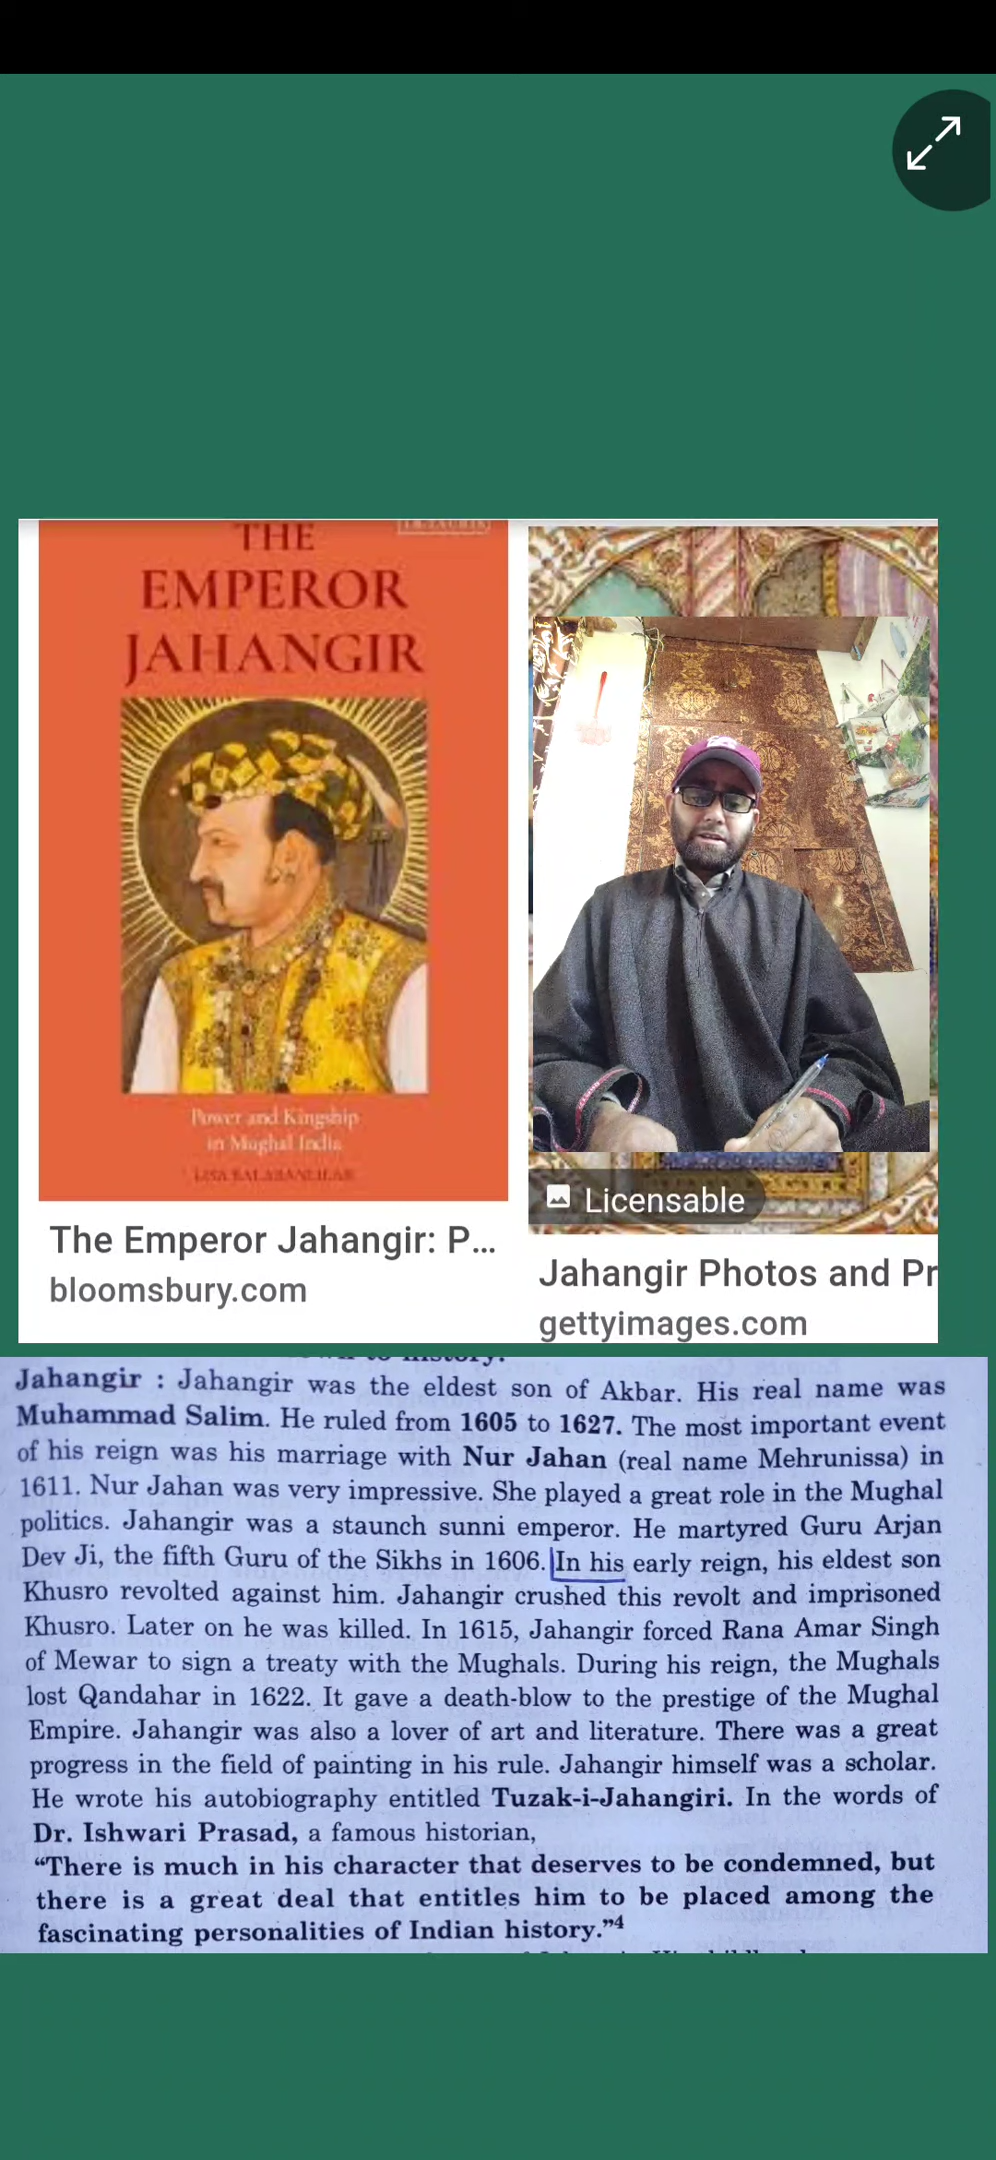 THE
EMPEROR
JAHANGIR
Power and Kingship
in Mughal India
Licensable
The Emperor Jahangir: P...
bloomsbury.com
Jahangir Photos and Pr
gettyimages.com
Jahangir : Jahangir was the eldest son of Akbar. His real name was
Muhammad Salim. He ruled from 1605 to 1627. The most important event
of his reign was his marriage with Nur Jahan (real name Mehrunissa) in
1611. Nur Jahan was very impressive. She played a great role in the Mughal
politics. Jahangir was a staunch sunni emperor. He martyred Guru Arjan
Dev Ji, the fifth Guru of the Sikhs in 1606. In his early reign, his eldest son
Khusro revolted against him. Jahangir crushed this revolt and imprisoned
Khusro. Later on he was killed. In 1615, Jahangir forced Rana Amar Singh
of Mewar to sign a treaty with the Mughals. During his reign, the Mughals
lost Qandahar in 1622. It gave a death-blow to the prestige of the Mughal
Empire. Jahangir was also a lover of art and literature. There was a great
progress in the field of painting in his rule. Jahangir himself was a scholar.
He wrote his autobiography entitled Tuzak-i-Jahangiri. In the words of
Dr. Ishwari Prasad, a famous historian,
“There is much in his character that deserves to be condemned, but
there is a great deal that entitles him to be placed among the
fascinating personalities of Indian history.”4